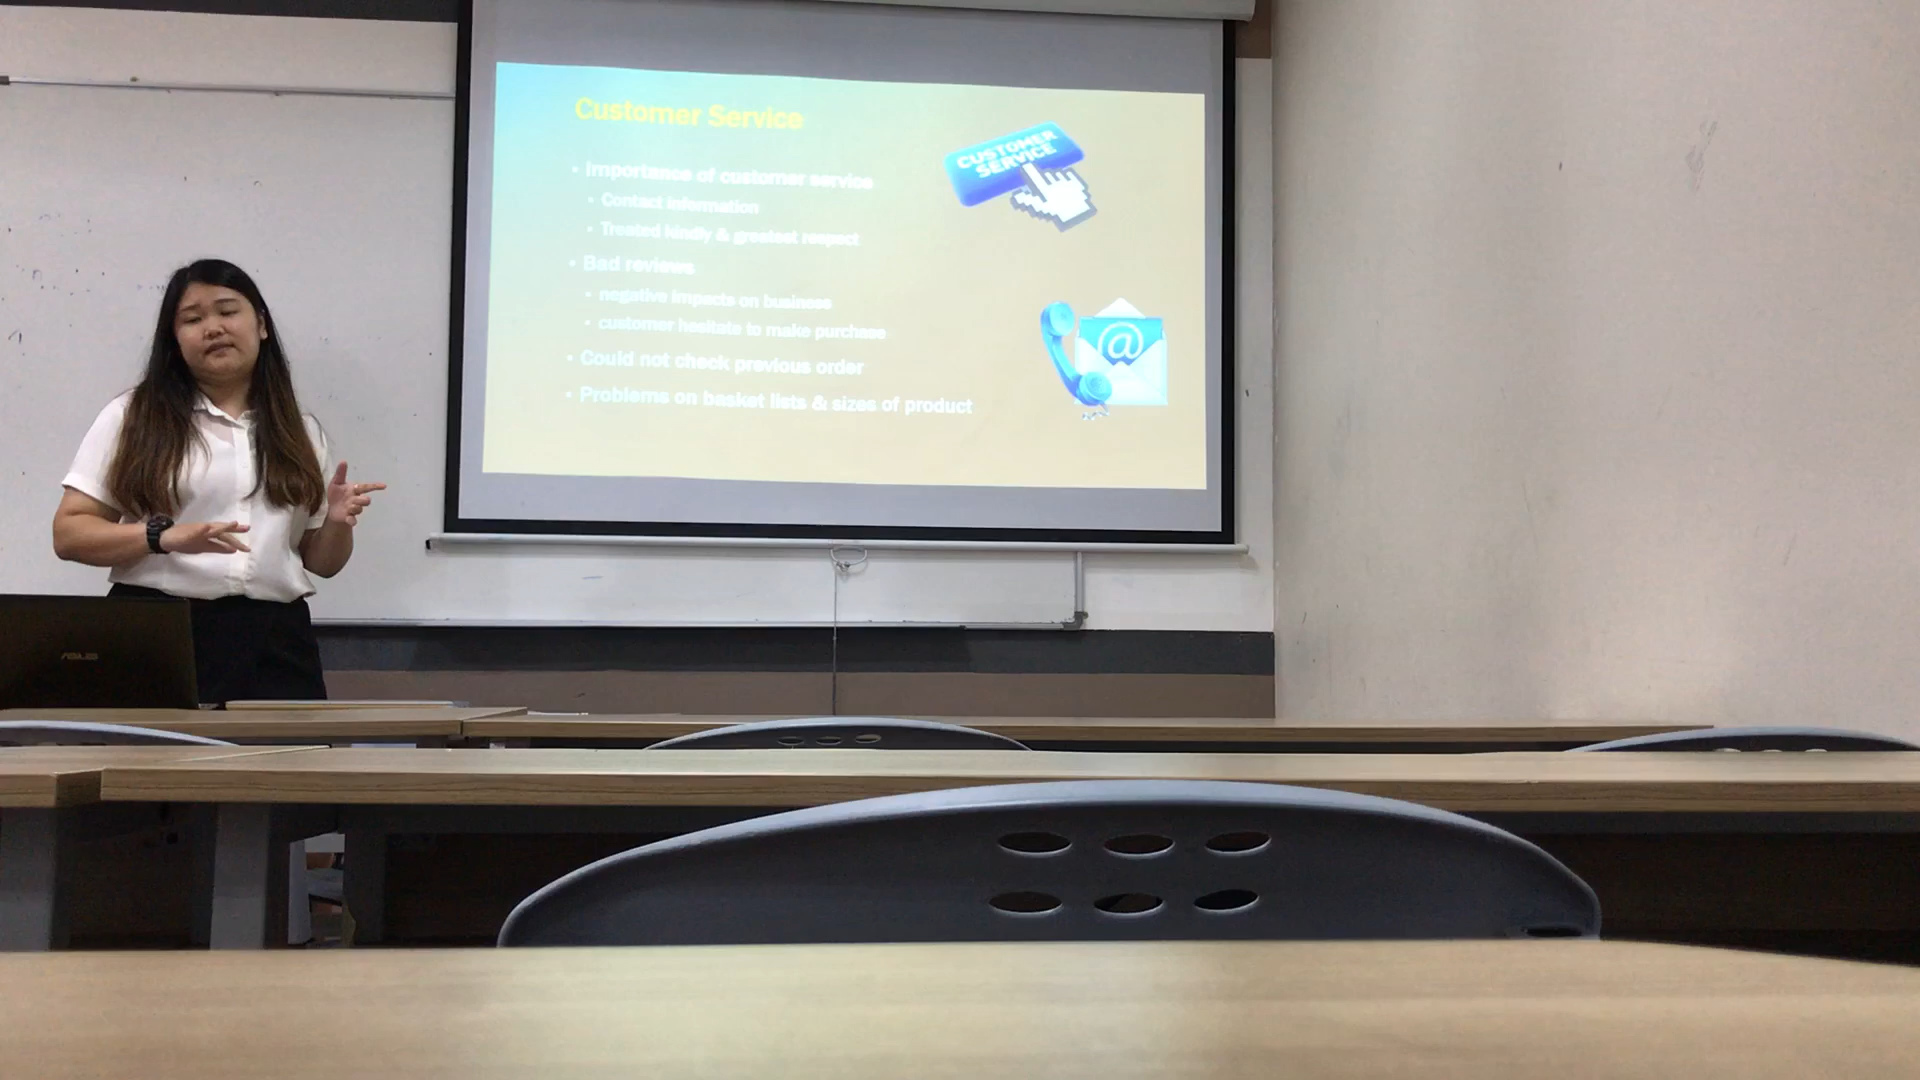 Customer Service
• Importance of customer service
• Contact information
• Treated kindly & greatest respect
• Bad reviews
• negative impacts on business
• customer hesitate to make purchase
• Could not check previous order
• Problems on basket lists & sizes of product
CUSTOMER
SERVICE
@
ASUS